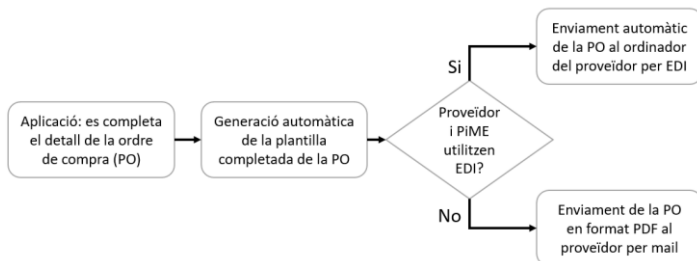 Aplicació: es completa
el detall de la ordre
de compra (PO)
Generació automàtica
de la plantilla
completada de la PO
Proveïdor
i PiME
utilitzen
EDI?
Si
Enviament automàtic
de la PO al ordinador
del proveïdor per EDI
No
Enviament de la PO
en format PDF al
proveïdor per mail